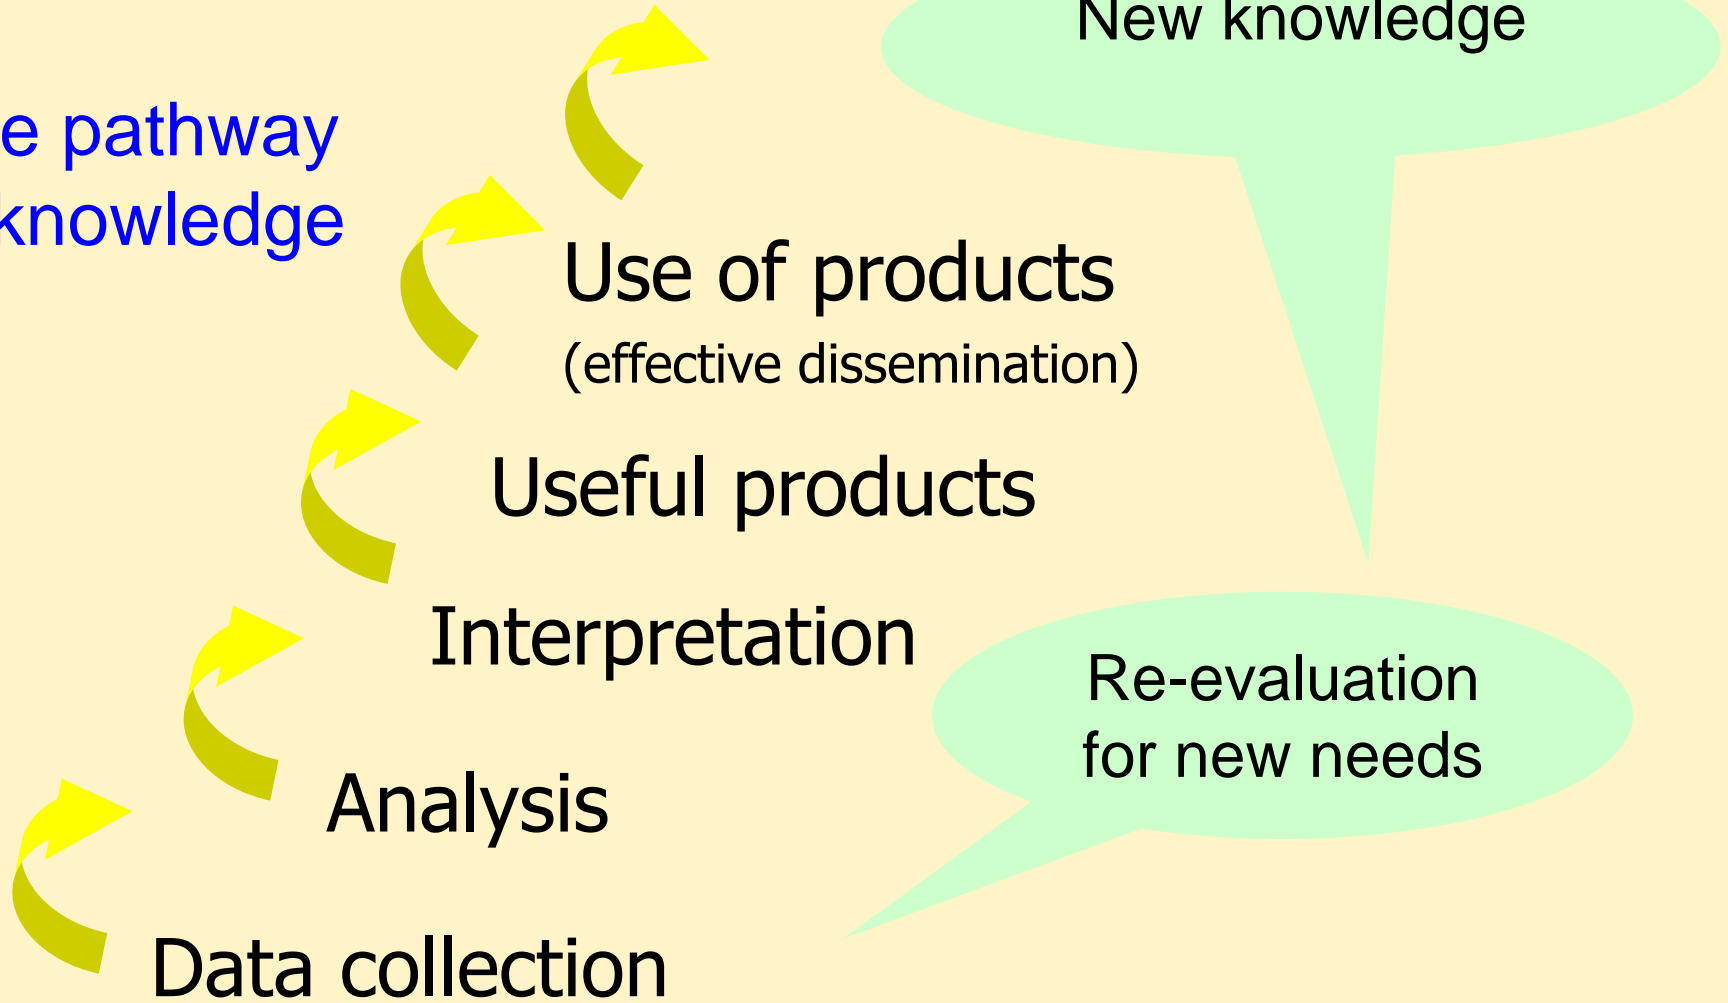 New knowledge
e pathway
knowledge
Use of products
(effective dissemination)
Useful products
Interpretation
Re-evaluation
for new needs
Analysis
Data collection